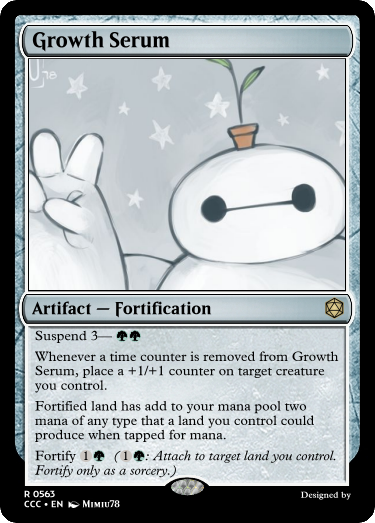 Growth Serum
Artifact — Fortification
Suspend 3—
Whenever a time counter is removed from Growth
Serum, place a +1/+1 counter on target creature
you control.
Fortified land has add to your mana pool two
mana of any type that a land you control could
produce when tapped for mana.
Fortify 1 (1 : Attach to target land you control.
Fortify only as a sorcery.)
R 0563
CCC • EN Mimiu78
Designed by